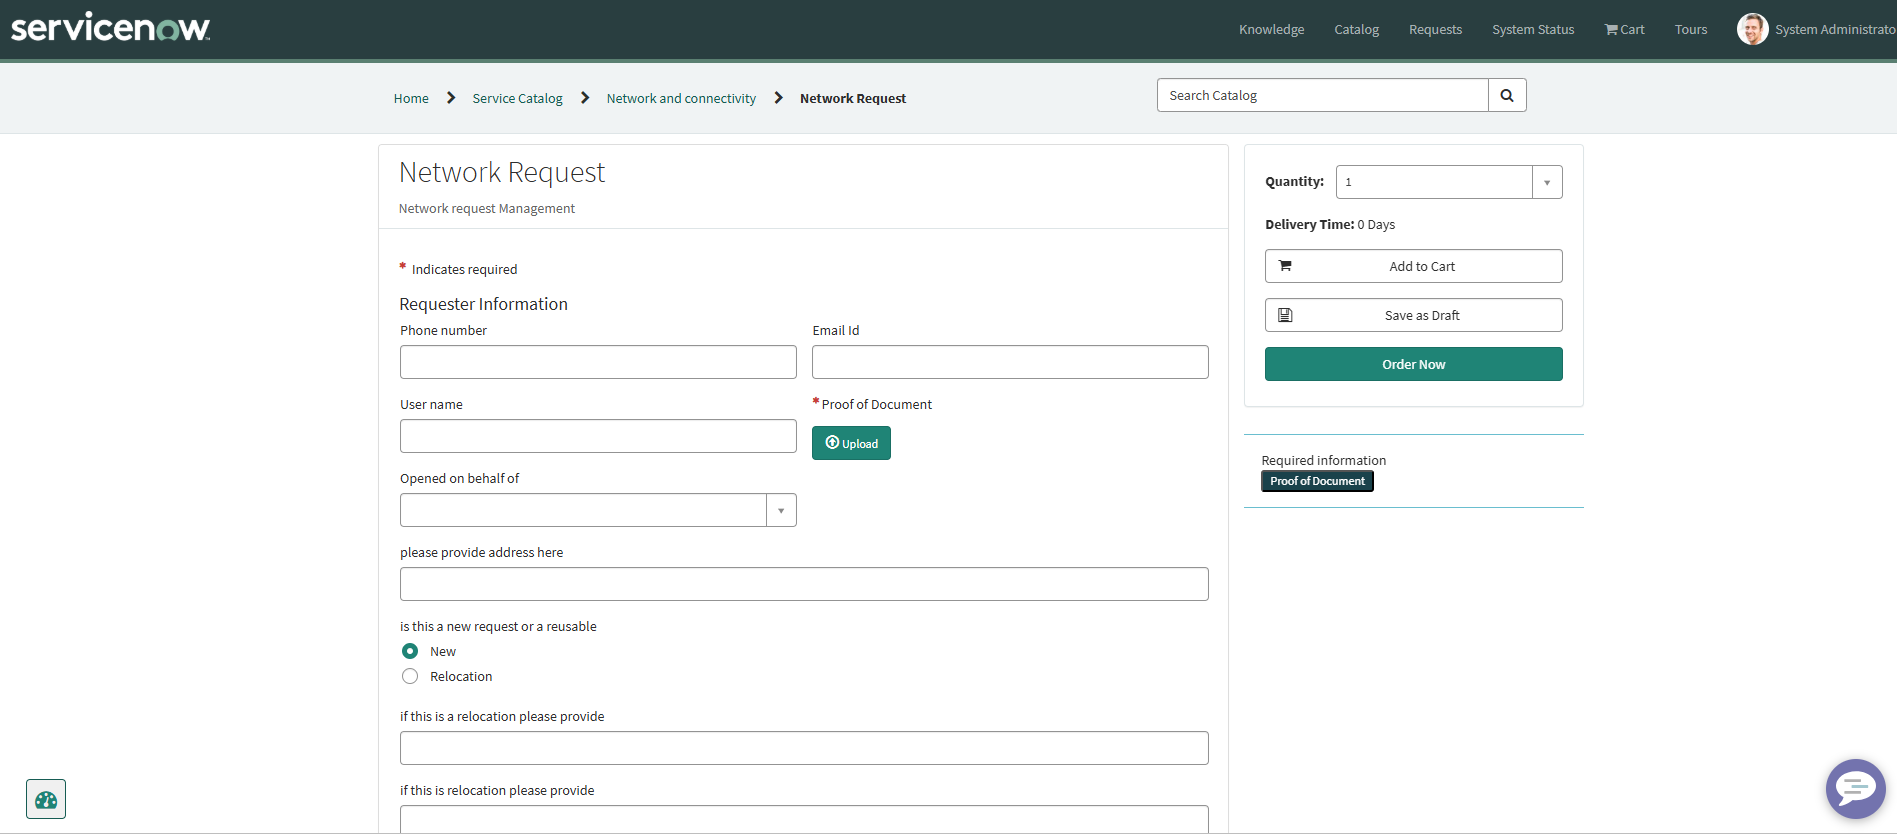 servicenow
Knowledge
Catalog
Requests
System Status
Cart
Tours
System Administrato
Home
Service Catalog
Network and connectivity
Network Request
Search Catalog
Network Request
Network request Management
* Indicates required
Requester Information
Phone number
Email Id
User name
* Proof of Document
Upload
Opened on behalf of
please provide address here
is this a new request or a reusable
New
Relocation
if this is a relocation please provide
if this is relocation please provide
Quantity: 1
Delivery Time: 0 Days
Add to Cart
Save as Draft
Order Now
Required information
Proof of Document